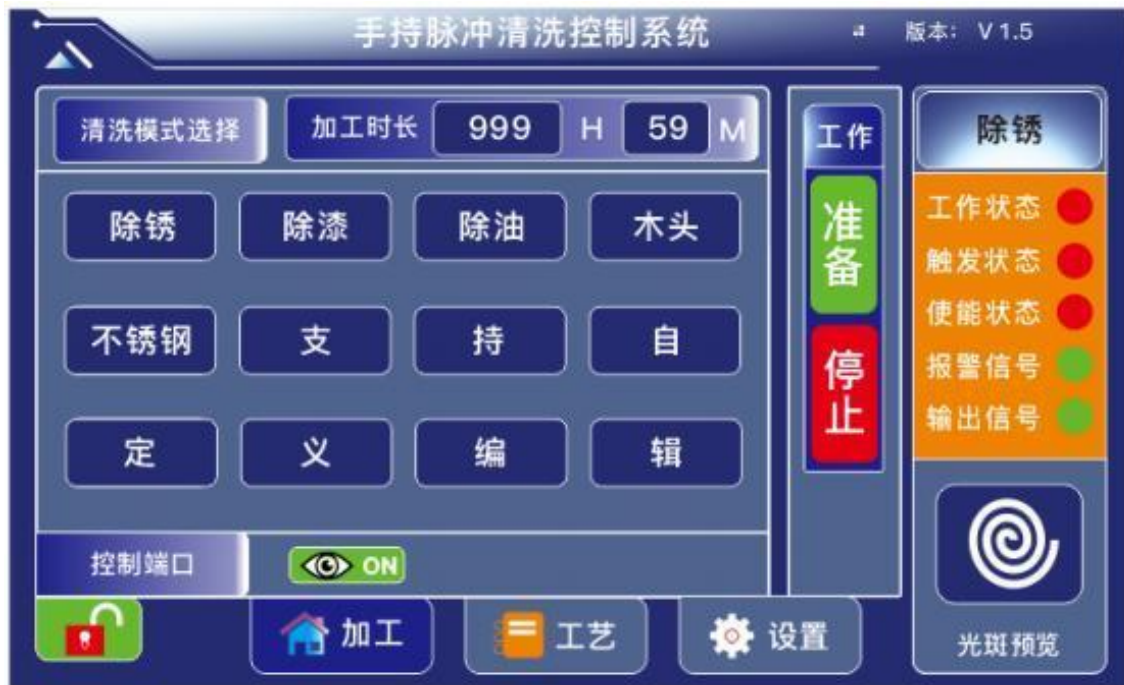 手持脉冲清洗控制系统
版本: V 1.5
清洗模式选择
加工时长 999 H 59 M
除锈 除漆 除油 木头
不锈钢 支 持 自
定 义 编 辑
控制端口 ON
工作
准备
停止
除锈
工作状态
触发状态
使能状态
报警信号
输出信号
光斑预览
加工 工艺 设置